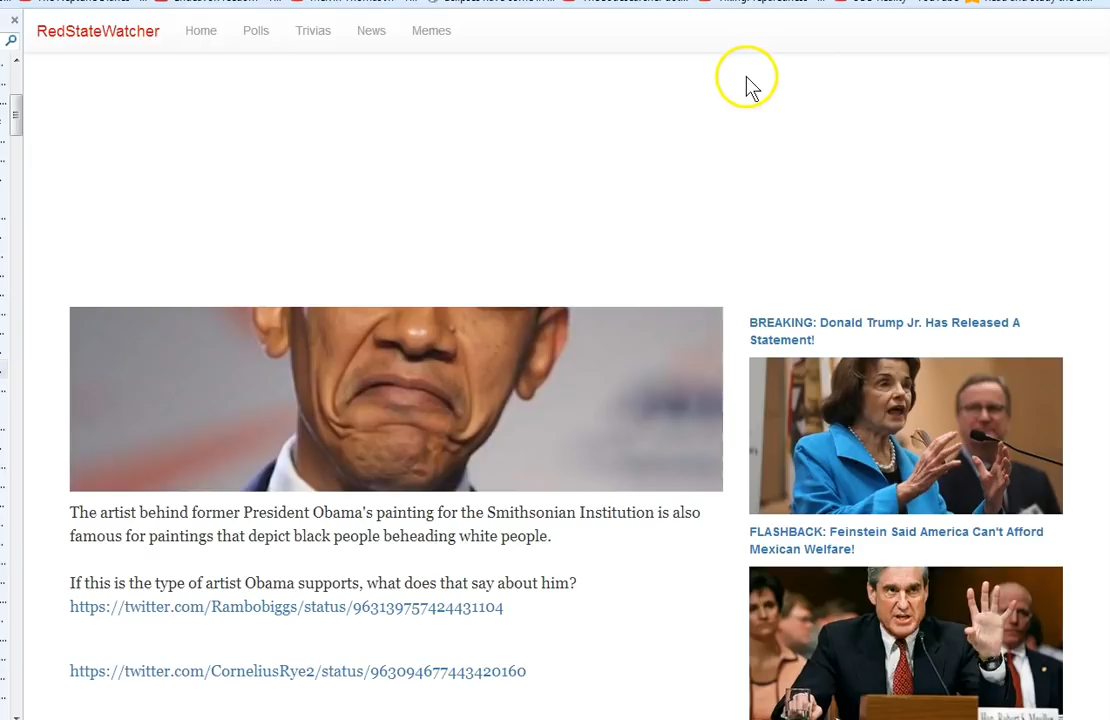 RedStateWatcher Home Polls Trivias News Memes
BREAKING: Donald Trump Jr. Has Released A
Statement!
The artist behind former President Obama's painting for the Smithsonian Institution is also
famous for paintings that depict black people beheading white people.
If this is the type of artist Obama supports, what does that say about him?
https://twitter.com/Rambobiggs/status/963139757424431104
https://twitter.com/CorneliusRye2/status/963094677443420160
FLASHBACK: Feinstein Said America Can't Afford
Mexican Welfare!